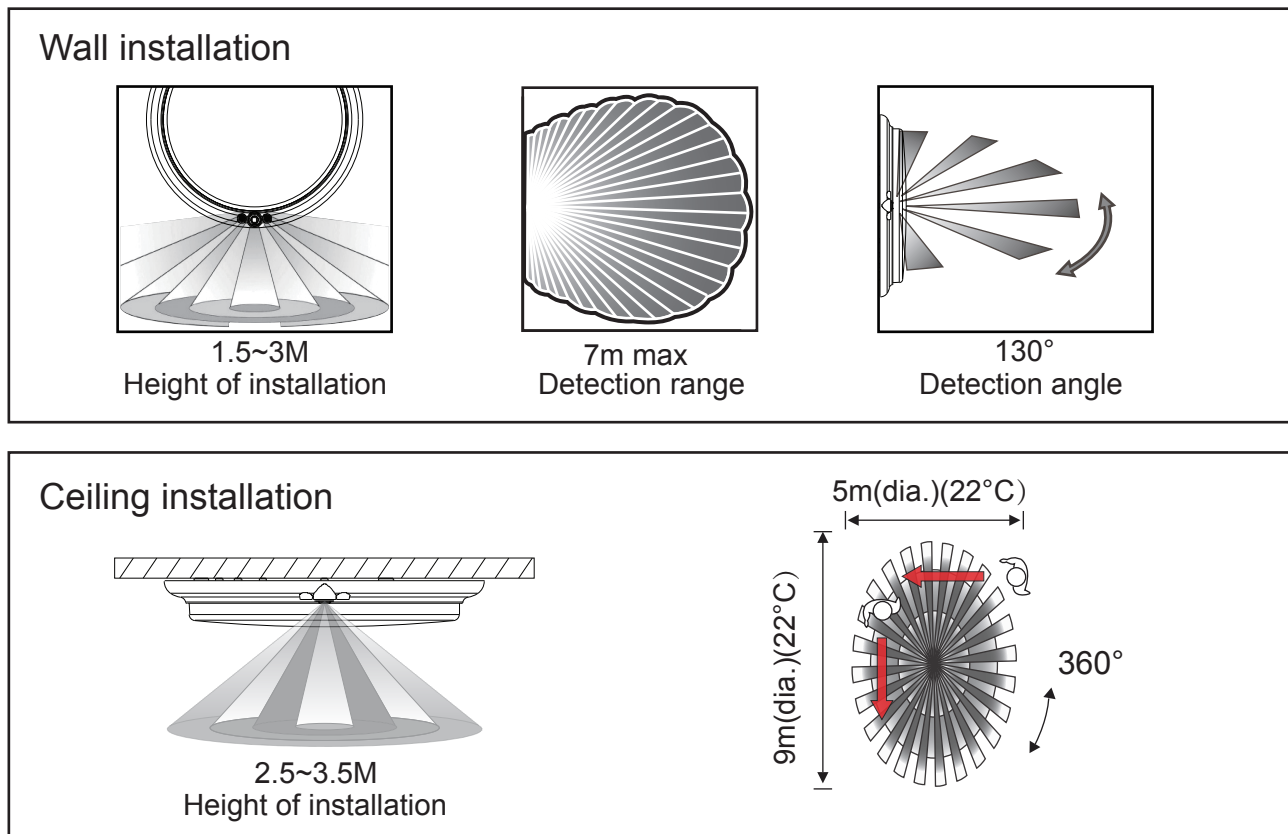 Wall installation
1.5~3M
Height of installation
7m max
Detection range
130°
Detection angle
Ceiling installation
2.5~3.5M
Height of installation
5m(dia.)(22°C）
9m(dia.)(22°C)
360°